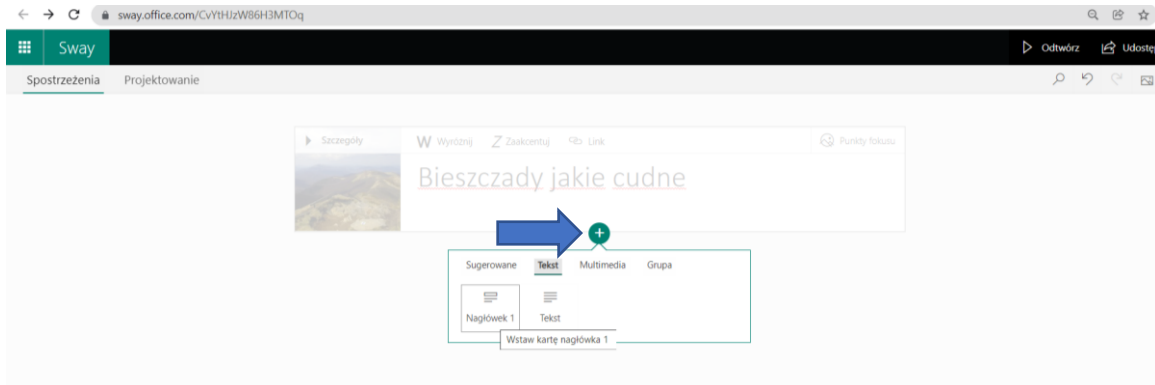 sway.office.com/CvYtHJzW86H3MTOq
Sway
Odtwórz
Udostęp
Spostrzeżenia Projektowanie
Szczegóły
W Wyróżnij
Z Zaakcentuj
Link
Punkty fokusu
Bieszczady jakie cudne
Sugerowane Tekst Multimedia Grupa
Nagłówek 1 Tekst
Wstaw kartę nagłówka 1